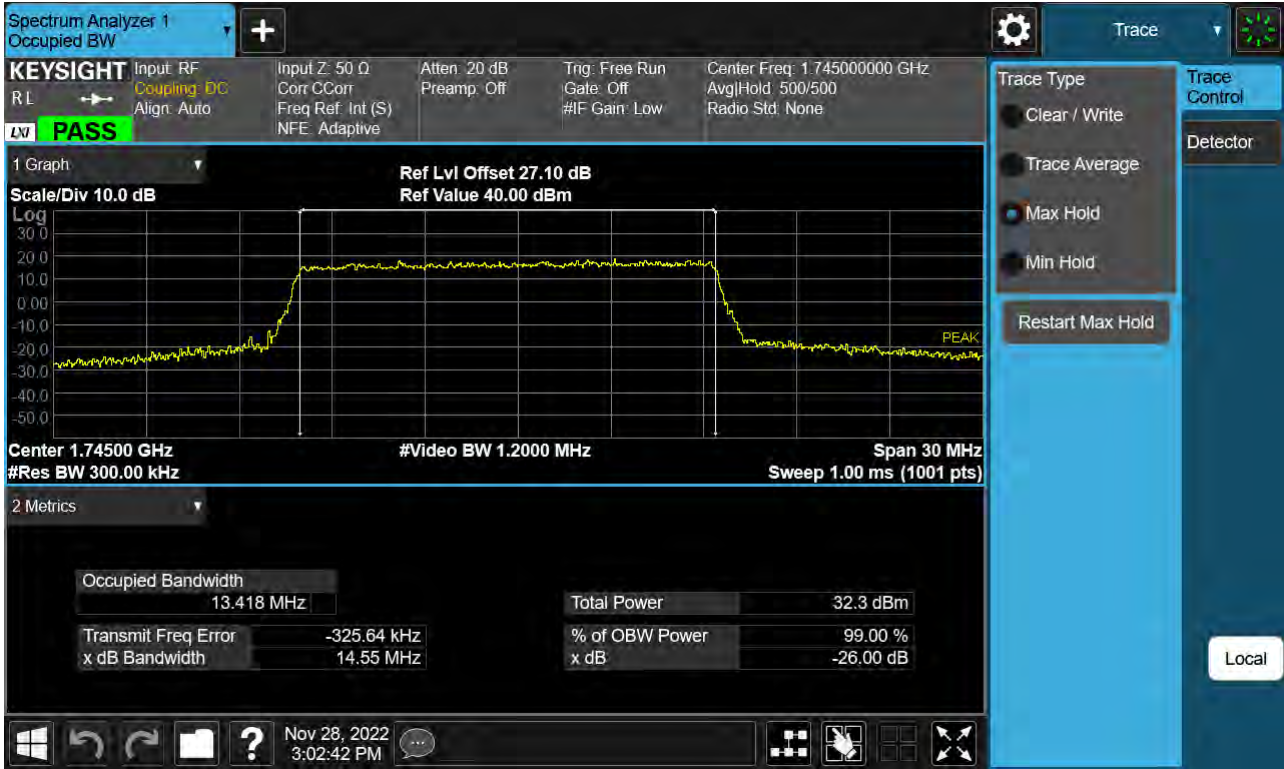 Spectrum Analyzer 1
Occupied BW
+
Trace
KEYSIGHT
RL
LXI
PASS
Input: RF
Coupling: DC
Align: Auto
Input Z: 50 Ω
Corr CCorr
Freq Ref: Int (S)
NFE: Adaptive
Atten: 20 dB
Preamp: Off
Trig: Free Run
Gate: Off
#IF Gain: Low
Center Freq: 1.745000000 GHz
Avg|Hold: 500/500
Radio Std: None
1 Graph
Scale/Div 10.0 dB
Ref Lvl Offset 27.10 dB
Ref Value 40.00 dBm
Log
30.0
20.0
10.0
0.00
-10.0
-20.0
-30.0
-40.0
-50.0
PEAK
Center 1.74500 GHz
#Video BW 1.2000 MHz
Span 30 MHz
#Res BW 300.00 kHz
Sweep 1.00 ms (1001 pts)
2 Metrics
Occupied Bandwidth
13.418 MHz
Total Power 32.3 dBm
Transmit Freq Error -325.64 kHz
% of OBW Power 99.00 %
x dB Bandwidth 14.55 MHz
x dB -26.00 dB
Trace Type
Clear / Write
Trace Average
Max Hold
Min Hold
Restart Max Hold
Trace
Control
Detector
Local
?
Nov 28, 2022
3:02:42 PM